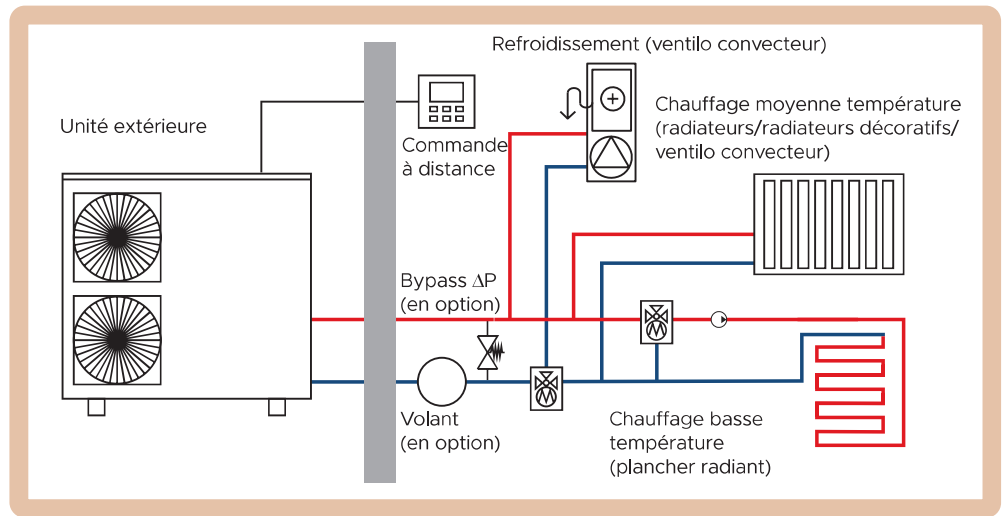 Refroidissement (ventilo convecteur)
Unité extérieure
Commande
à distance
Chauffage moyenne température
(radiateurs/radiateurs décoratifs/
ventilo convecteur)
Bypass ΔP
(en option)
Volant
(en option)
Chauffage basse
température
(plancher radiant)